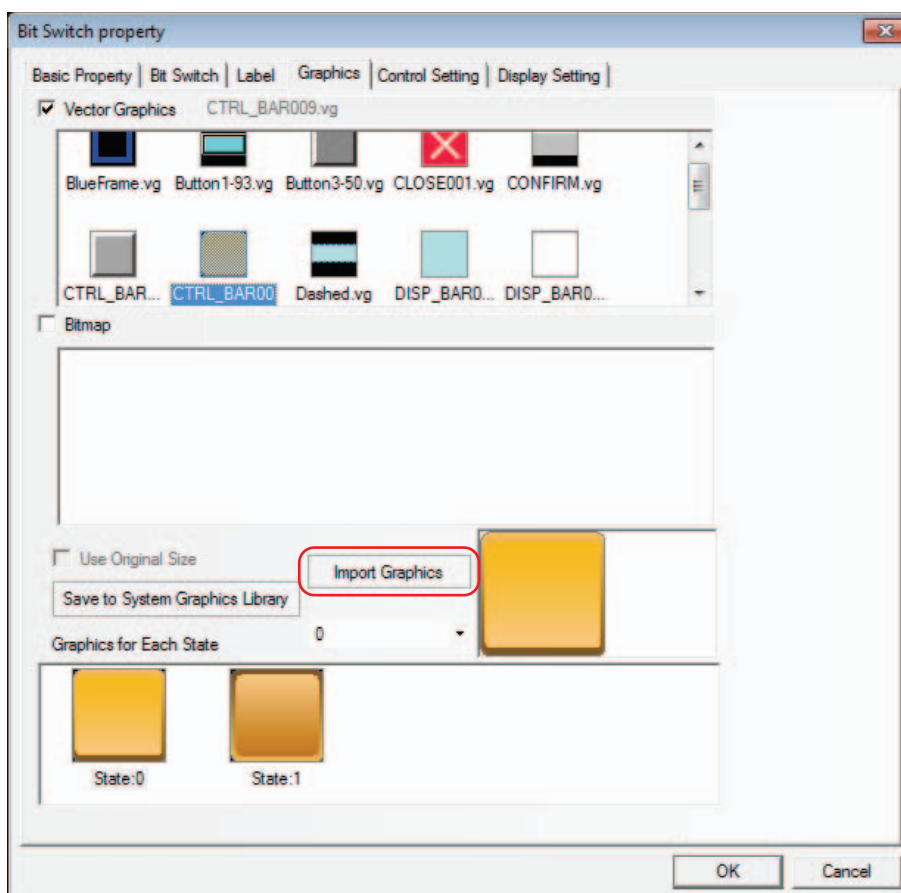 Bit Switch property
Basic Property Bit Switch Label Graphics Control Setting Display Setting
Vector Graphics CTRL_BAR009.vg
BlueFrame.vg Button1-93.vg Button3-50.vg CLOSE001.vg CONFIRM.vg
CTRL_BAR... CTRL_BAR00 Dashed.vg DISP_BAR0... DISP_BAR0...
Bitmap
Use Original Size
Import Graphics
Save to System Graphics Library
0
Graphics for Each State
State:0 State:1
OK Cancel